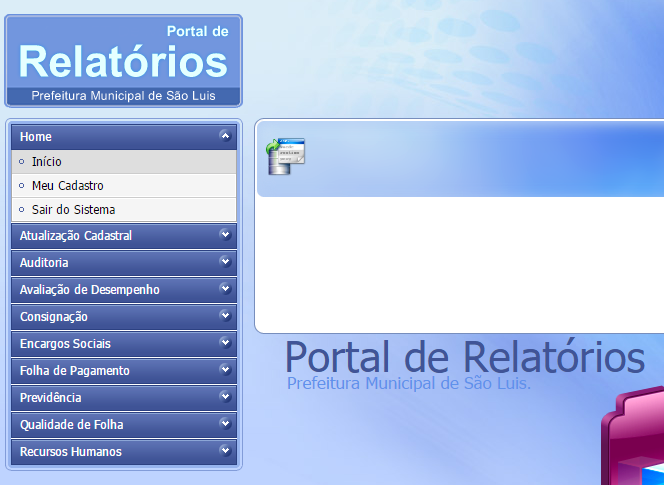 Portal de
Relatórios
Prefeitura Municipal de São Luis
Home
Início
Meu Cadastro
Sair do Sistema
Atualização Cadastral
Auditoria
Avaliação de Desempenho
Consignação
Encargos Sociais
Folha de Pagamento
Previdência
Qualidade de Folha
Recursos Humanos
Portal de Relatórios
Prefeitura Municipal de São Luis.